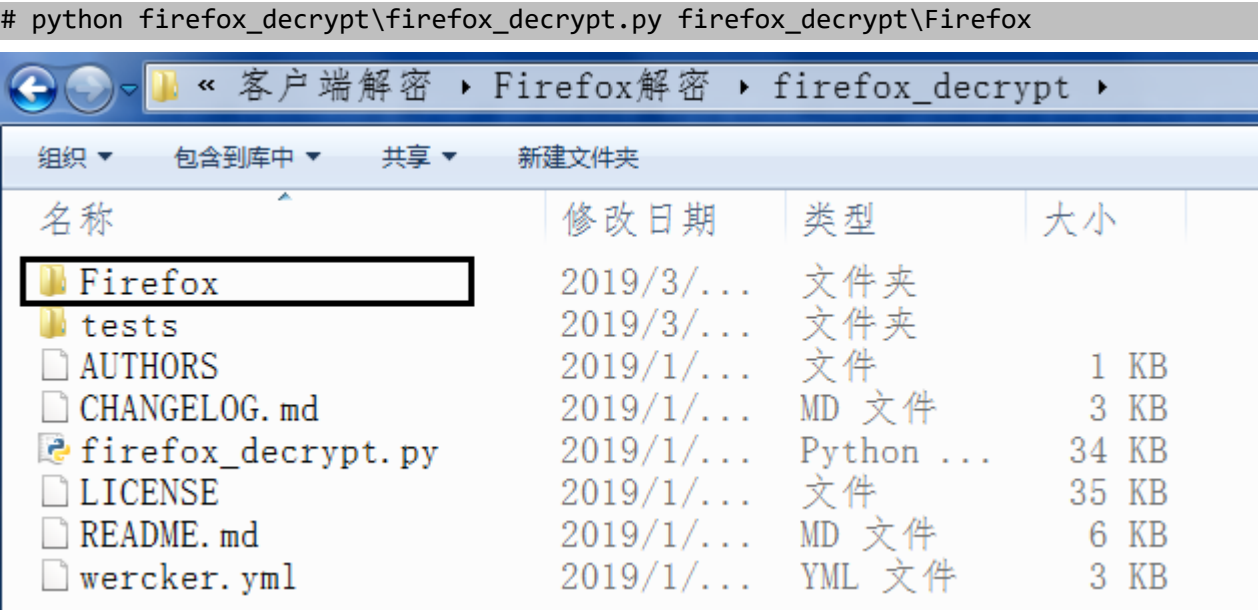 # python firefox_decrypt\firefox_decrypt.py firefox_decrypt\Firefox
« 客户端解密 ▸ Firefox解密 ▸ firefox_decrypt ▸
组织 ▼ 包含到库中 ▼ 共享 ▼ 新建文件夹
名称 修改日期 类型 大小
Firefox 2019/3/... 文件夹
tests 2019/3/... 文件夹
AUTHORS 2019/1/... 文件 1 KB
CHANGELOG.md 2019/1/... MD 文件 3 KB
firefox_decrypt.py 2019/1/... Python ... 34 KB
LICENSE 2019/1/... 文件 35 KB
README.md 2019/1/... MD 文件 6 KB
wercker.yml 2019/1/... YML 文件 3 KB